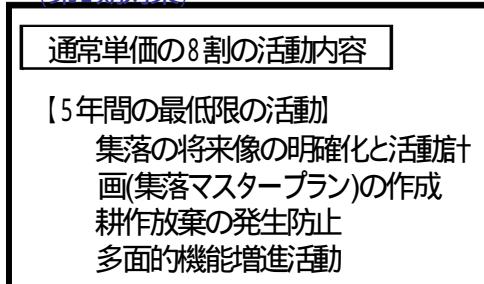 通常単価の8割の活動内容
【5年間の最低限の活動】
集落の将来像の明確化と活動計
画(集落マスタープラン)の作成
耕作放棄の発生防止
多面的機能増進活動